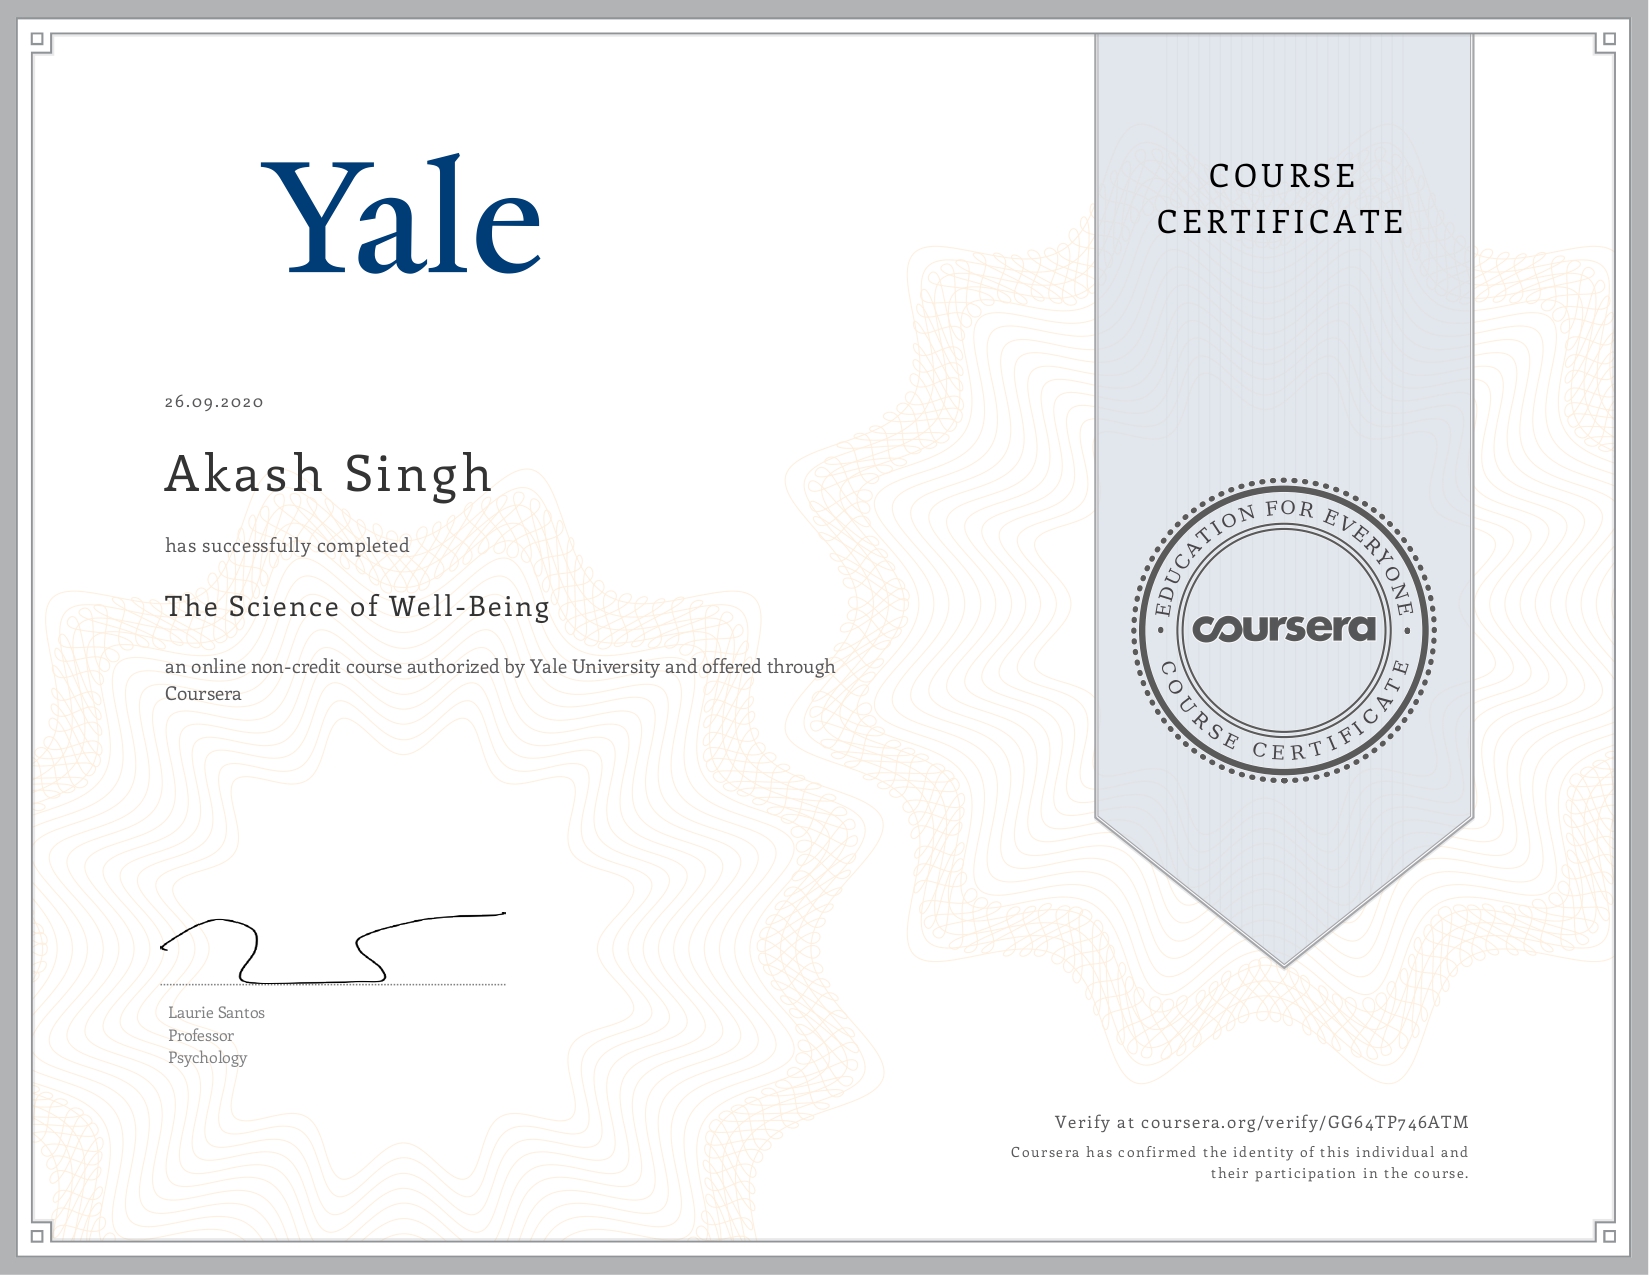 Yale
COURSE
CERTIFICATE
26.09.2020
Akash Singh
has successfully completed
The Science of Well-Being
an online non-credit course authorized by Yale University and offered through
Coursera
EDUCATION FOR EVERYONE
coursera
COURSE CERTIFICATE
Laurie Santos
Professor
Psychology
Verify at coursera.org/verify/GG64TP746ATM
Coursera has confirmed the identity of this individual and
their participation in the course.